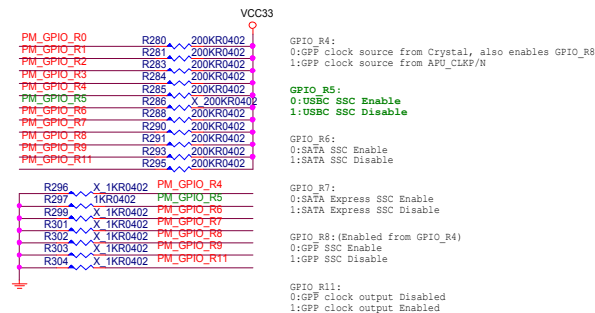 VCC33
PM_GPIO_R0 R280 200KR0402
PM_GPIO_R1 R281 200KR0402
PM_GPIO_R2 R283 200KR0402
PM_GPIO_R3 R284 200KR0402
PM_GPIO_R4 R285 200KR0402
PM_GPIO_R5 R286 X_200KR0402
PM_GPIO_R6 R288 200KR0402
PM_GPIO_R7 R290 200KR0402
PM_GPIO_R8 R291 200KR0402
PM_GPIO_R9 R293 200KR0402
PM_GPIO_R11 R295 200KR0402
R296 X_1KR0402 PM_GPIO_R4
R297 1KR0402 PM_GPIO_R5
R299 X_1KR0402 PM_GPIO_R6
R301 X_1KR0402 PM_GPIO_R7
R302 X_1KR0402 PM_GPIO_R8
R303 X_1KR0402 PM_GPIO_R9
R304 X_1KR0402 PM_GPIO_R11
GPIO_R4:
0:GPP clock source from Crystal, also enables GPIO_R8
1:GPP clock source from APU_CLKP/N
GPIO_R5:
0:USBC SSC Enable
1:USBC SSC Disable
GPIO_R6:
0:SATA SSC Enable
1:SATA SSC Disable
GPIO_R7:
0:SATA Express SSC Enable
1:SATA Express SSC Disable
GPIO_R8:(Enabled from GPIO_R4)
0:GPP SSC Enable
1:GPP SSC Disable
GPIO_R11:
0:GPP clock output Disabled
1:GPP clock output Enabled